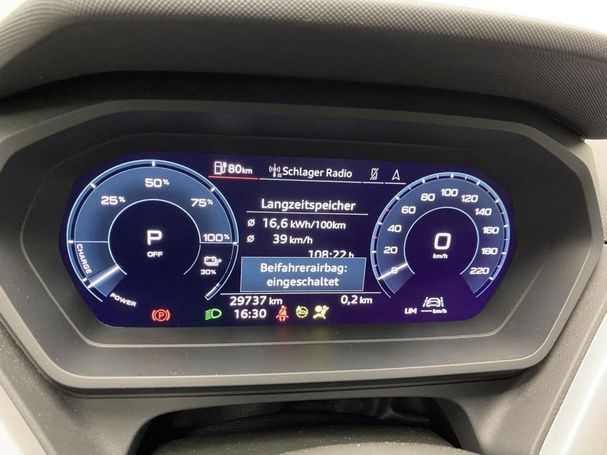 80km
Schlager Radio
Langzeitspeicher
ø 16,6 kWh/100km
ø 39 km/h
108:22 h
Beifahrerairbag:
eingeschaltet
29737 km
0,2 km
16:30
25%
50%
75%
100%
P
OFF
30%
CHARGE
POWER
0
20
40
60
80
100
120
140
160
180
200
220
0
km/h
LIM
--- km/h